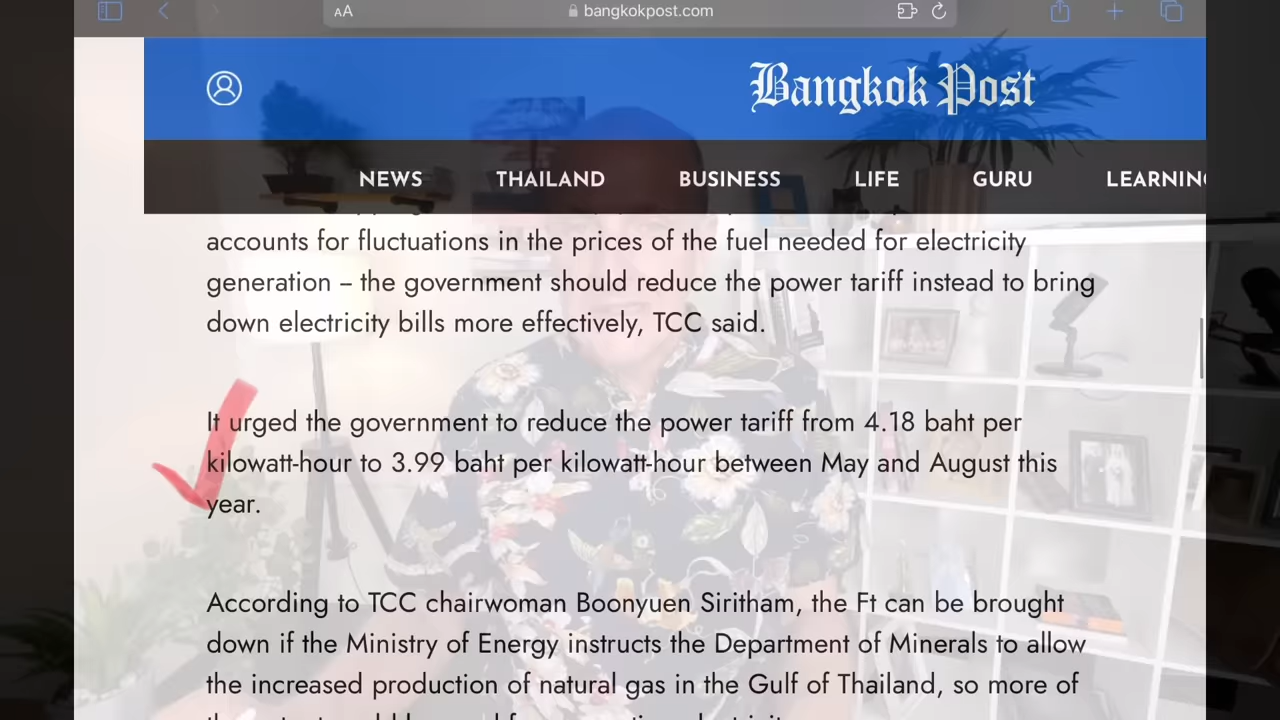 AA
bangkokpost.com
Bangkok Post
NEWS THAILAND BUSINESS LIFE GURU
accounts for fluctuations in the prices of the fuel needed for electricity
generation – the government should reduce the power tariff instead to bring
down electricity bills more effectively, TCC said.
It urged the government to reduce the power tariff from 4.18 baht per
kilowatt-hour to 3.99 baht per kilowatt-hour between May and August this
year.
According to TCC chairwoman Boonyuen Siritham, the Ft can be brought
down if the Ministry of Energy instructs the Department of Minerals to allow
the increased production of natural gas in the Gulf of Thailand, so more of